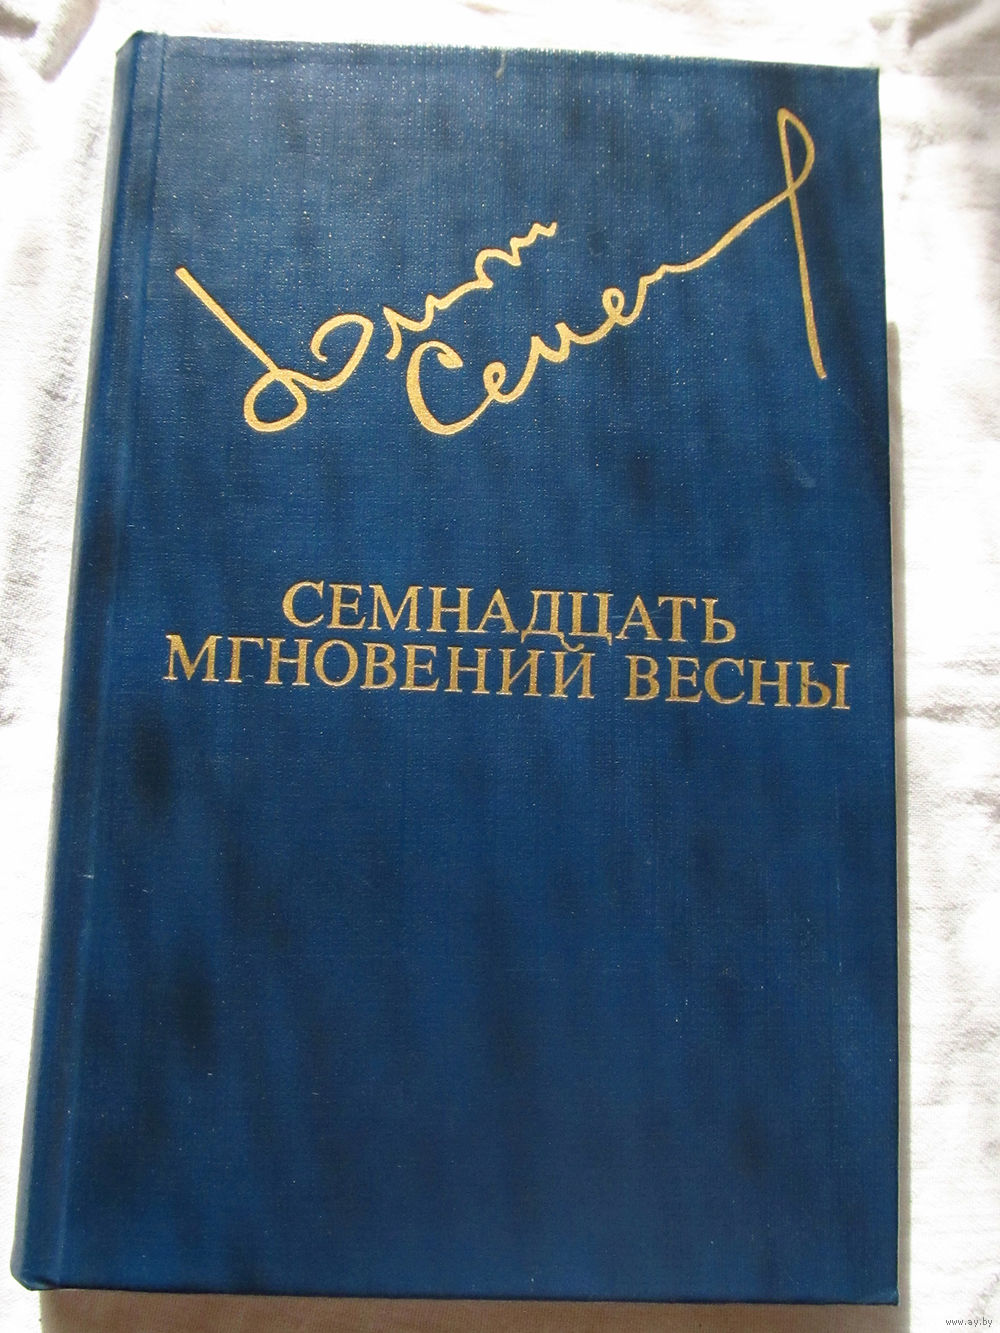 Юлиан
Семенов
СЕМНАДЦАТЬ
МГНОВЕНИЙ ВЕСНЫ
www.ay.by